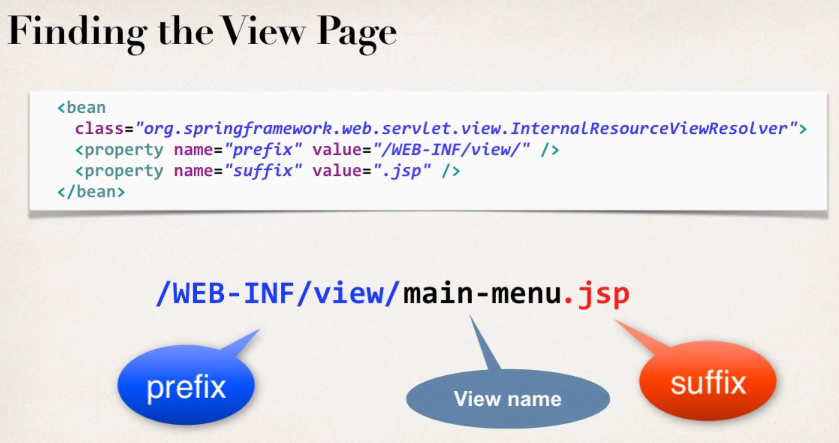 Finding the View Page
<bean
class="org.springframework.web.servlet.view.InternalResourceViewResolver">
<property name="prefix" value="/WEB-INF/view/" />
<property name="suffix" value=".jsp" />
</bean>
/WEB-INF/view/main-menu.jsp
prefix
View name
suffix